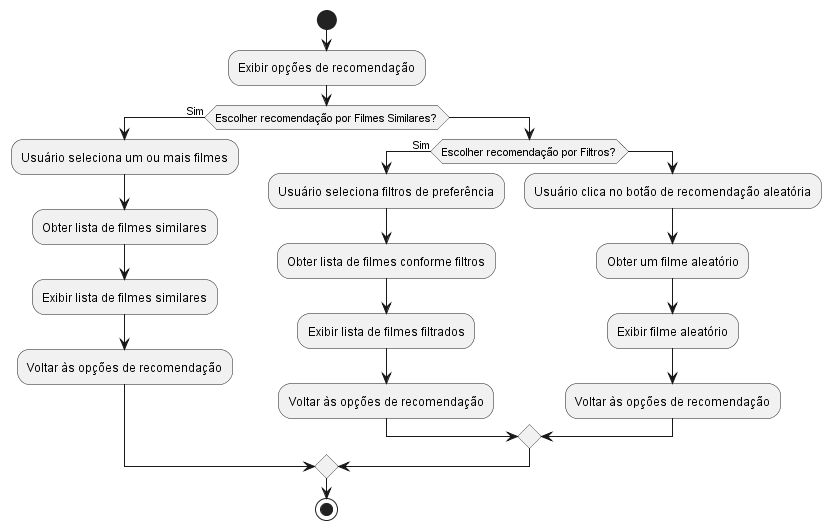 Exibir opções de recomendação
Sim
Escolher recomendação por Filmes Similares?
Usuário seleciona um ou mais filmes
Obter lista de filmes similares
Exibir lista de filmes similares
Voltar às opções de recomendação
Sim
Escolher recomendação por Filtros?
Usuário seleciona filtros de preferência
Obter lista de filmes conforme filtros
Exibir lista de filmes filtrados
Voltar às opções de recomendação
Usuário clica no botão de recomendação aleatória
Obter um filme aleatório
Exibir filme aleatório
Voltar às opções de recomendação